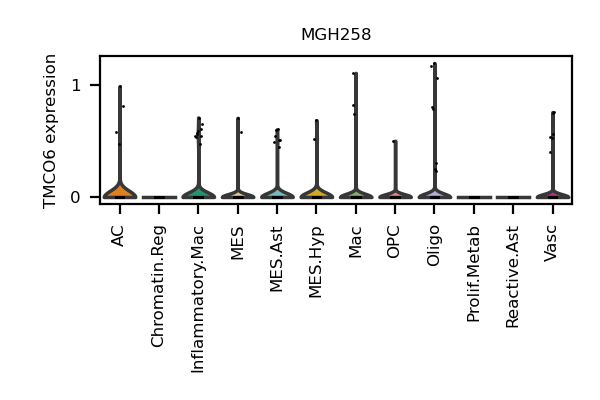 MGH258
TMCO6 expression
1
0
AC
Chromatin.Reg
Inflammatory.Mac
MES
MES.Ast
MES.Hyp
Mac
OPC
Oligo
Prolif.Metab
Reactive.Ast
Vasc